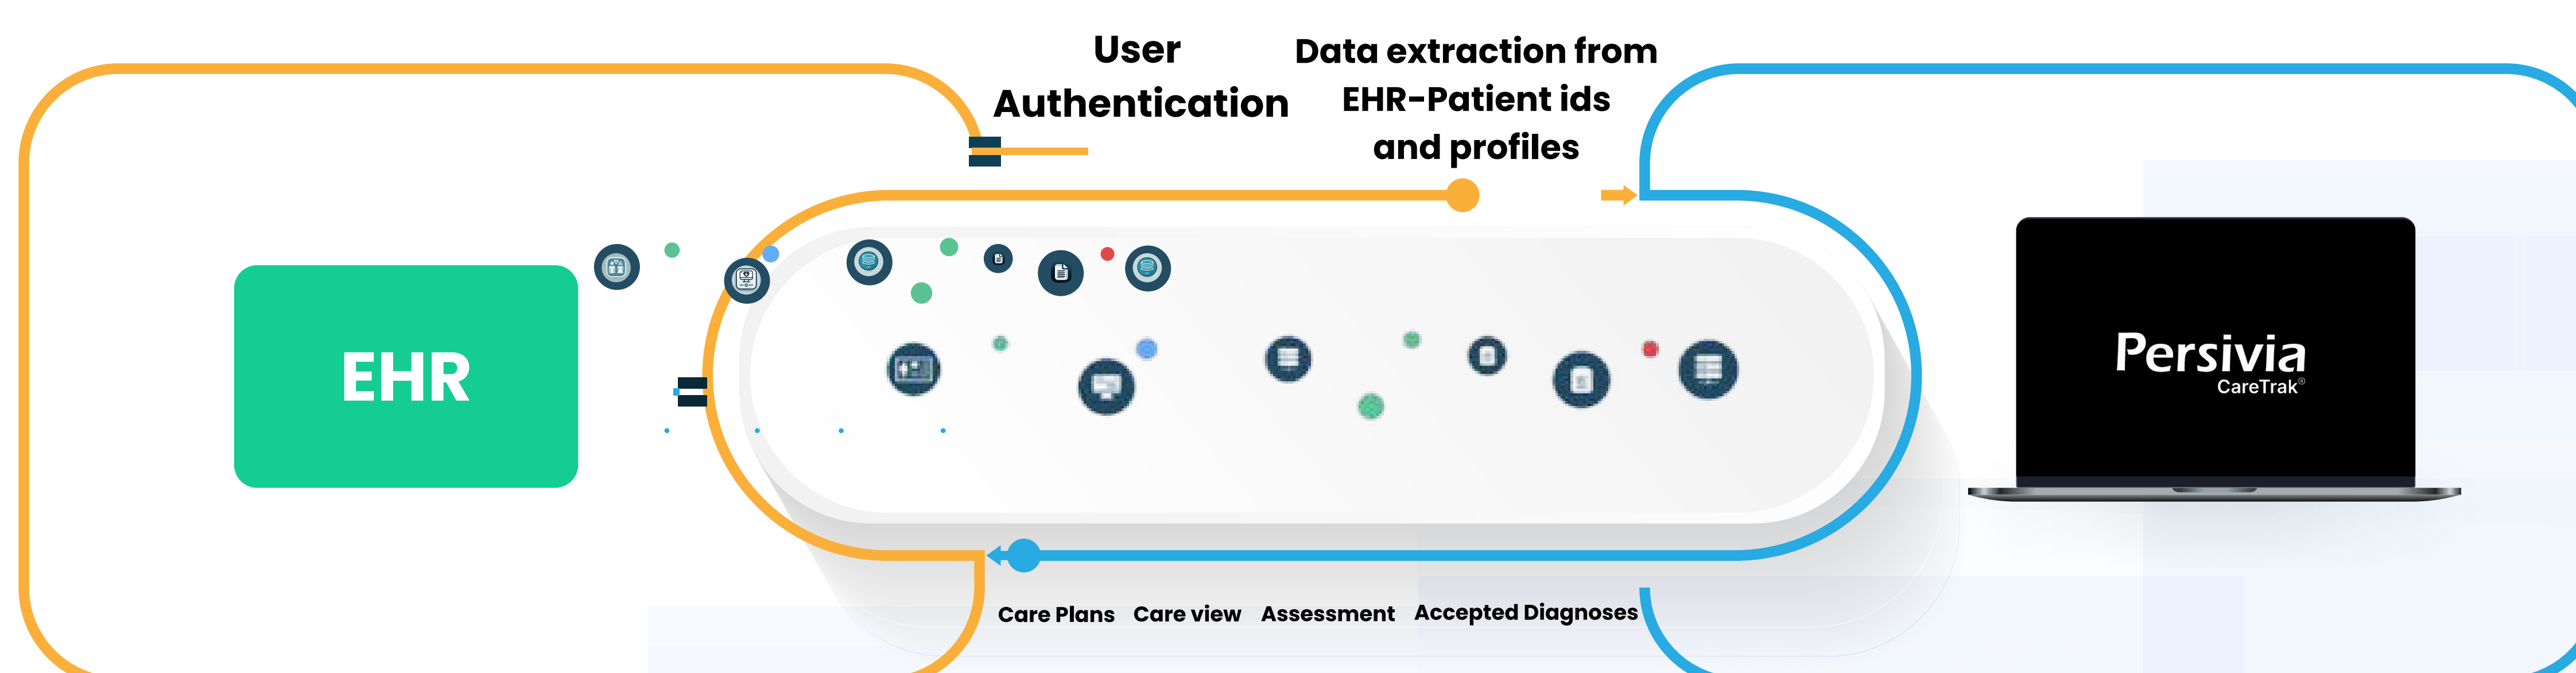 User
Authentication
Data extraction from
EHR-Patient ids
and profiles
EHR
Persivia
CareTrak®
Care Plans
Care view
Assessment
Accepted Diagnoses